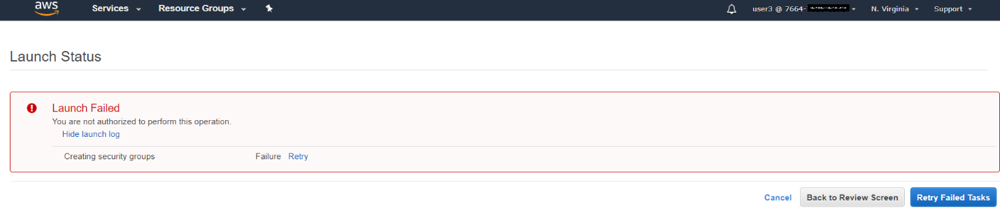 aws Services Resource Groups user3 @ 7664- N. Virginia Support
Launch Status
Launch Failed
You are not authorized to perform this operation.
Hide launch log
Creating security groups Failure Retry
Cancel Back to Review Screen Retry Failed Tasks